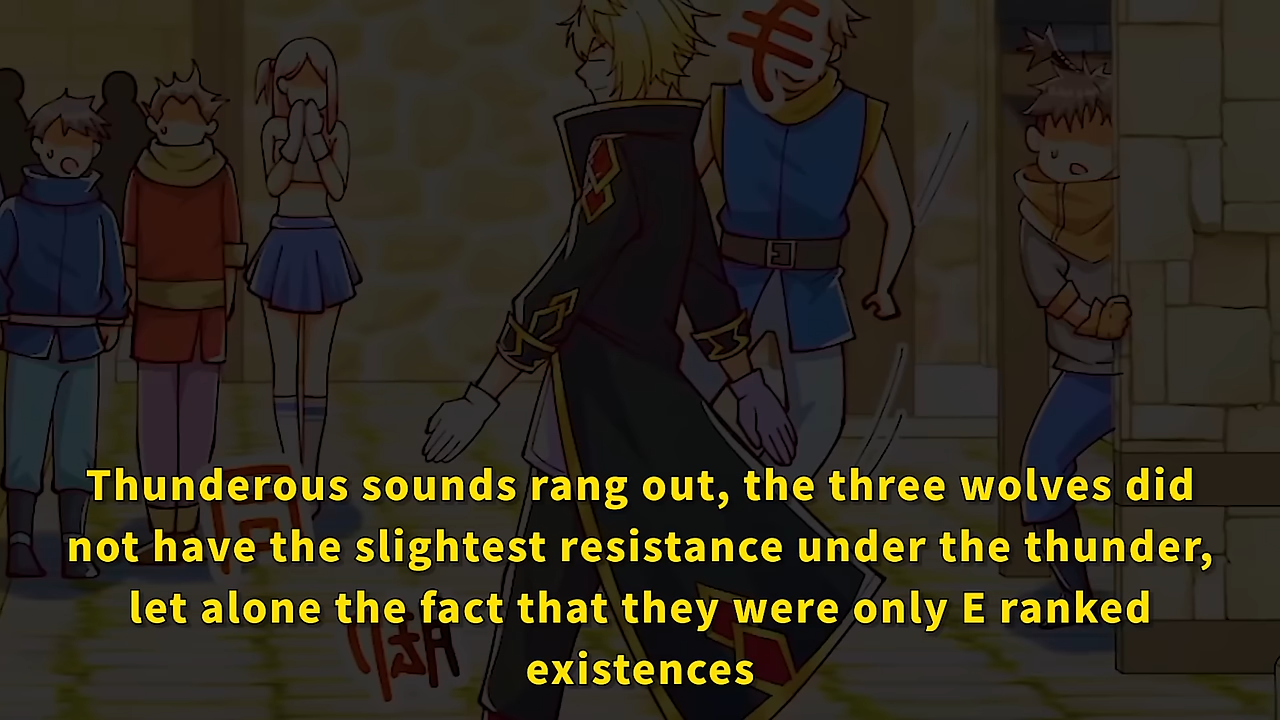 Thunderous sounds rang out, the three wolves did
not have the slightest resistance under the thunder,
let alone the fact that they were only E ranked
existences